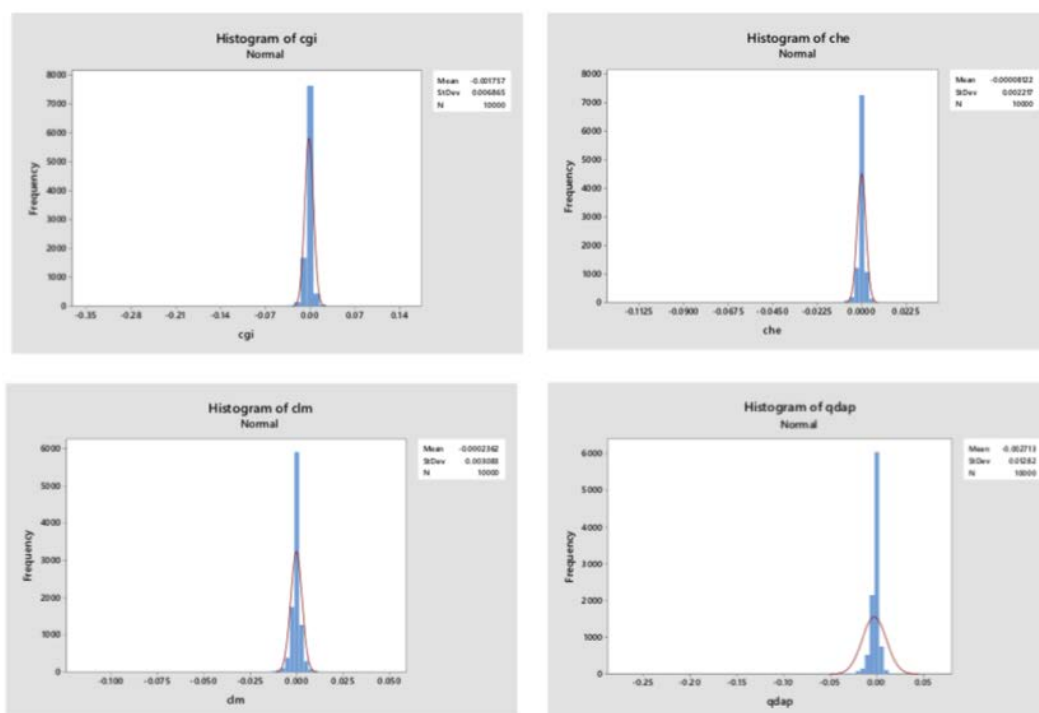 Histogram of cgi
Normal
Mean -0.001757
StDev 0.006865
N 10000
8000
7000
6000
5000
4000
3000
2000
1000
0
Frequency
-0.35 -0.28 -0.21 -0.14 -0.07 0.00 0.07 0.14
cgi
Histogram of che
Normal
Mean -0.00008122
StDev 0.002217
N 10000
8000
7000
6000
5000
4000
3000
2000
1000
0
Frequency
-0.1125 -0.0900 -0.0675 -0.0450 -0.0225 0.0000 0.0225
che
Histogram of clm
Normal
Mean -0.0002362
StDev 0.003083
N 10000
6000
5000
4000
3000
2000
1000
0
Frequency
-0.100 -0.075 -0.050 -0.025 0.000 0.025 0.050
clm
Histogram of qdap
Normal
Mean -0.002713
StDev 0.01282
N 10000
6000
5000
4000
3000
2000
1000
0
Frequency
-0.25 -0.20 -0.15 -0.10 -0.05 0.00 0.05
qdap